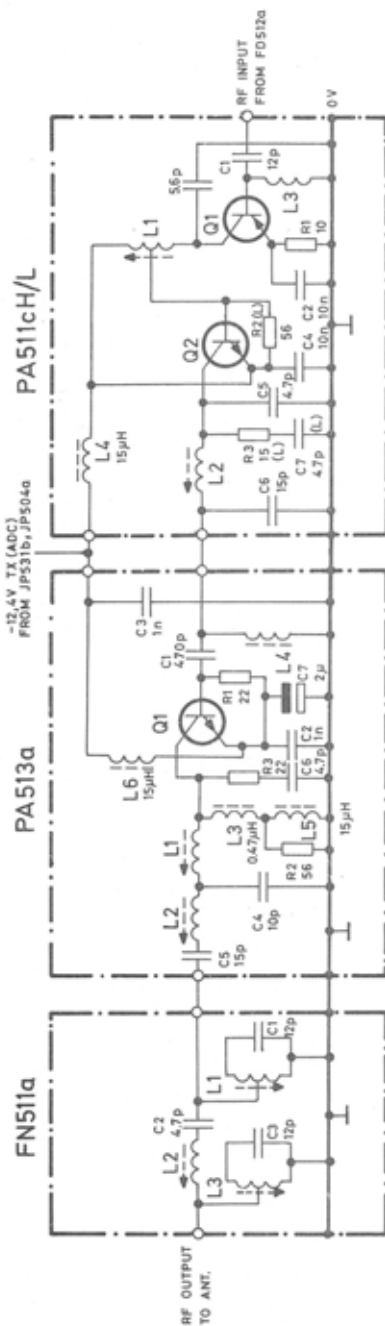 FN511a
PA513a
PA511cH/L
-12,4V TX (ADC)
FROM JP531b, JP504a
RF OUTPUT
TO ANT.
L2
C2
4,7p
L3
C3
12p
L1
C1
12p
C5
15p
L2
L1
C4
10p
L3
0,47µH
R2
56
L5
15µH
L6
15µH
Q1
R3
22
C6
4.7p
C2
1n
C7
2µ
R1
22
C1
470p
L4
C3
1n
L4
15µH
L2
C6
15p
R3
15
(L)
C7
4.7p
(L)
C5
4.7p
Q2
R2(L)
56
C4
10n
C2
10n
L1
Q1
R1
10
5,6p
C1
12p
L3
RF INPUT
FROM FD512a
0V